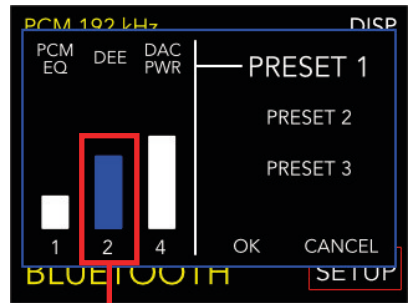 PCM 192 kHz DISP
PCM EQ DEE DAC PWR
PRESET 1
PRESET 2
PRESET 3
1 2 4 OK CANCEL
BLUETOOTH SETUP